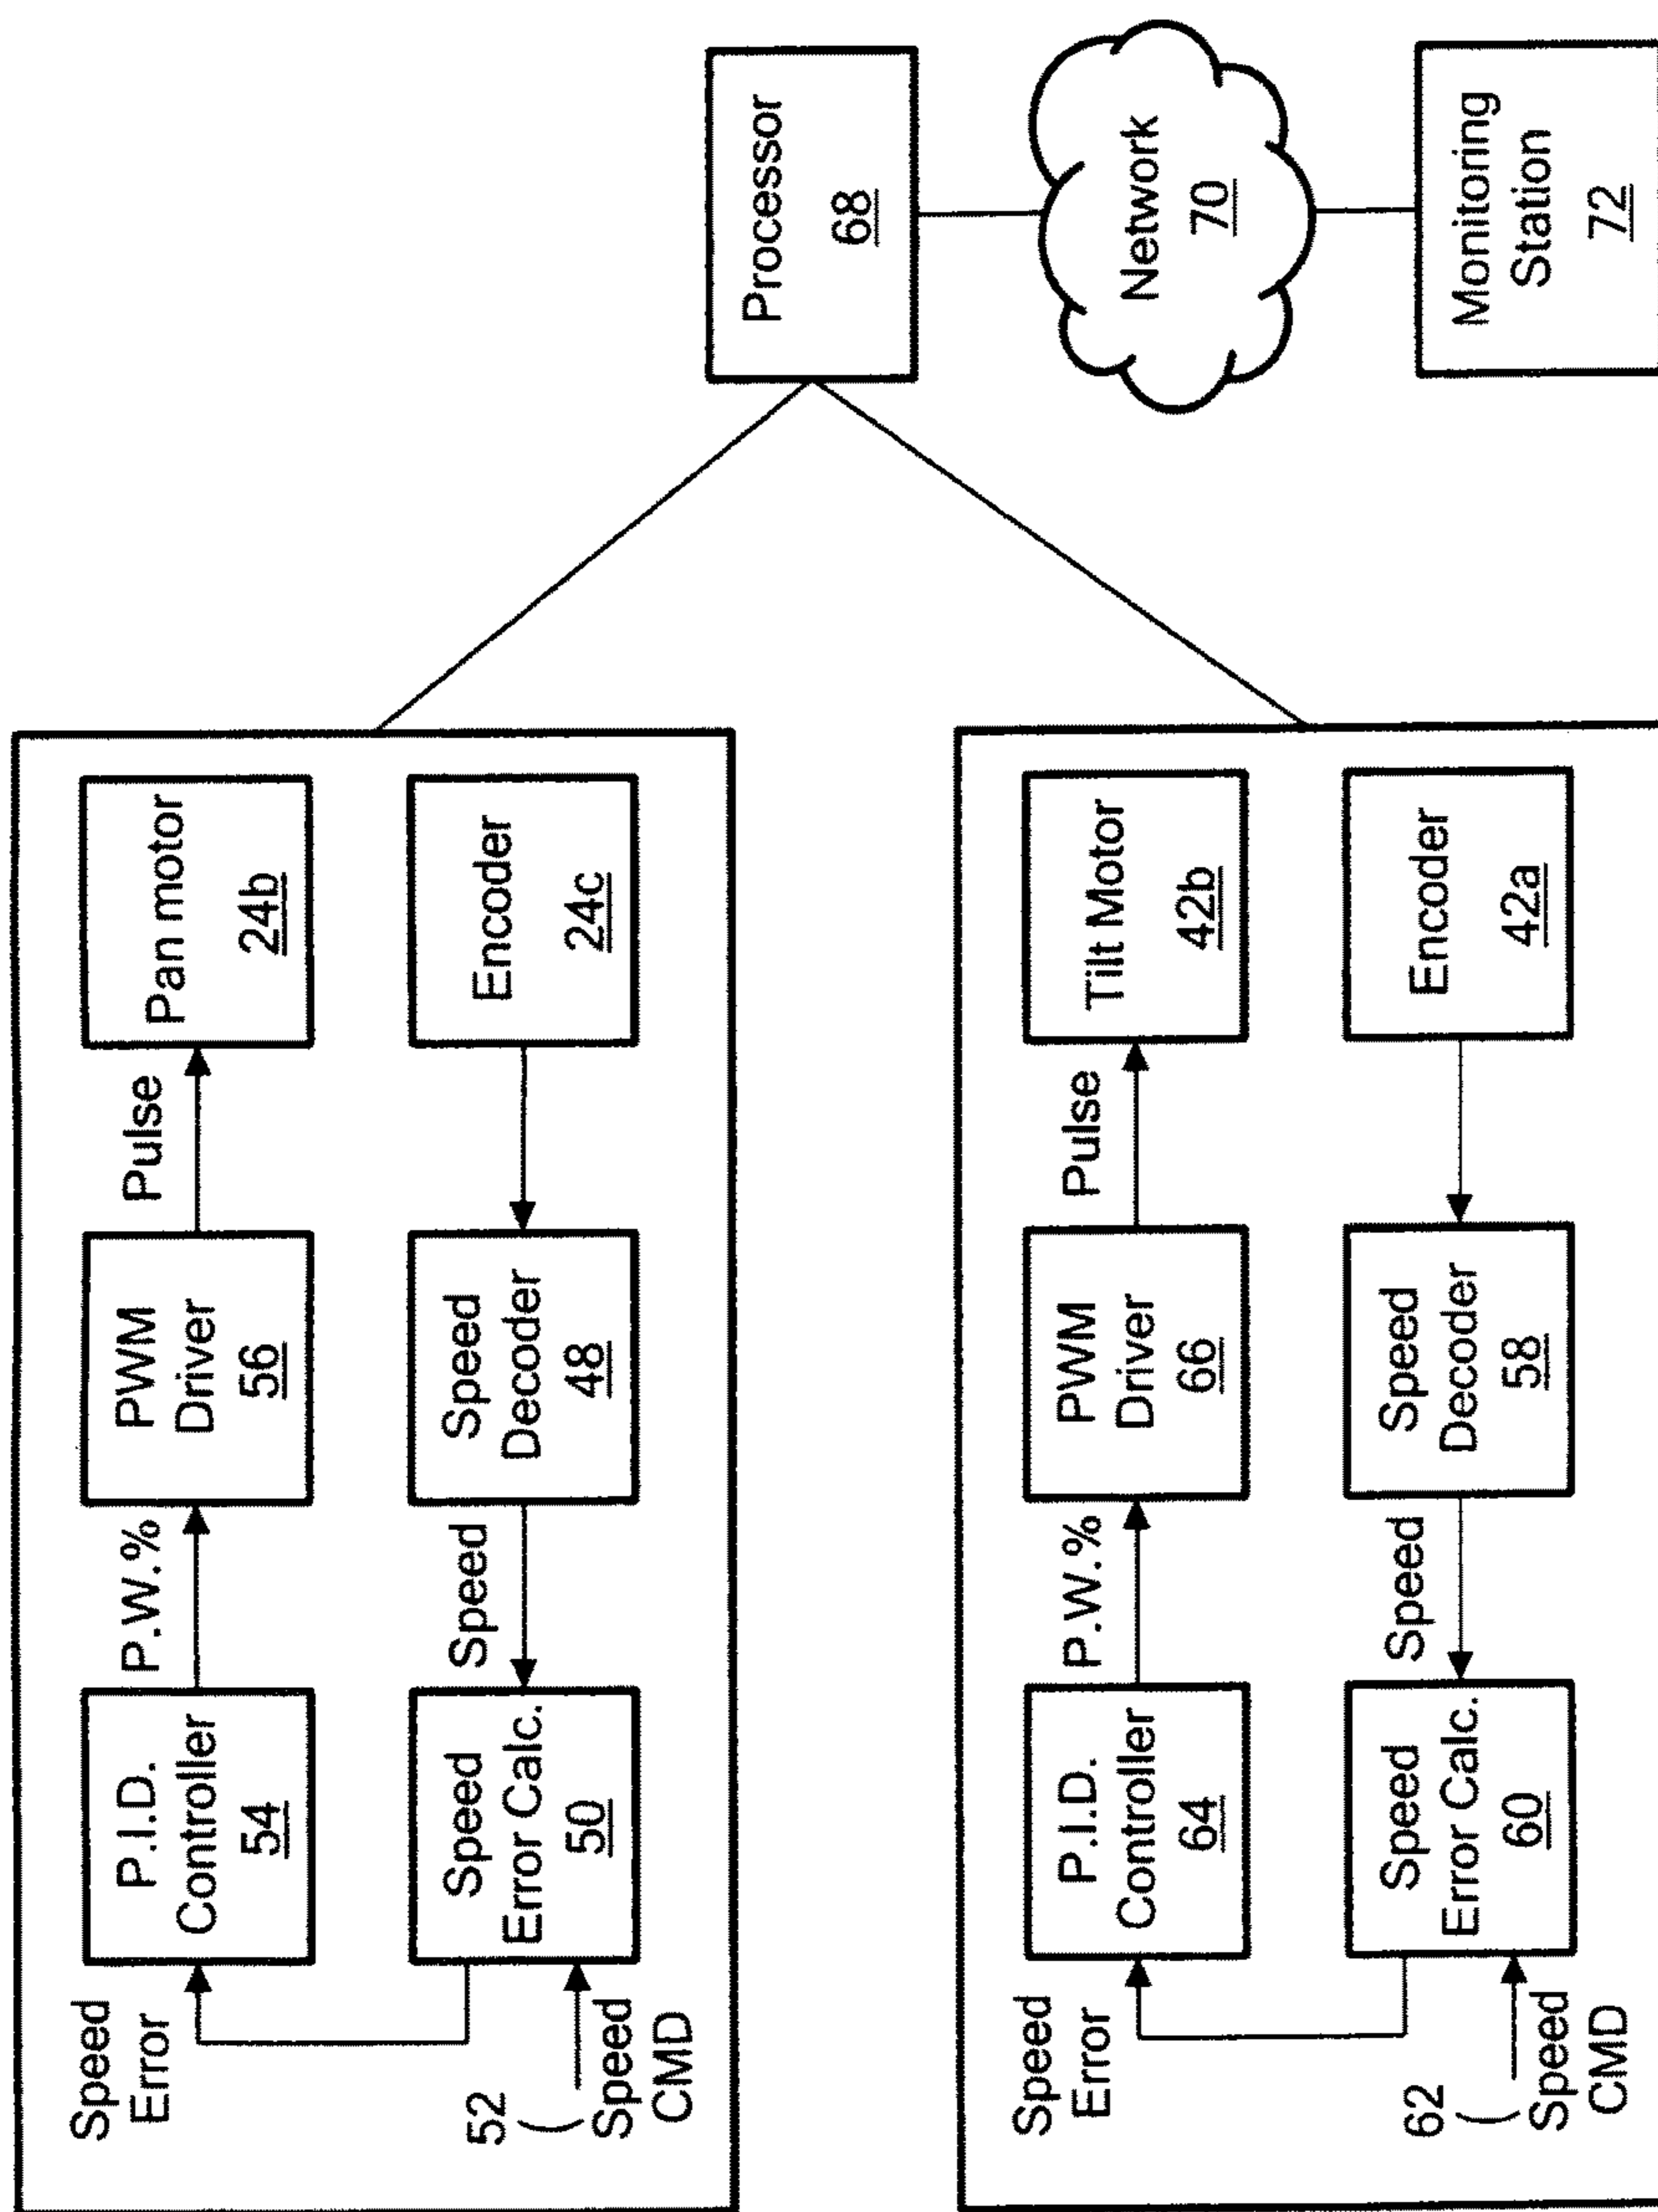 Speed
Error
P.I.D.
Controller
54
P.W.%
PWM
Driver
56
Pulse
Pan motor
24b
52
Speed
CMD
Speed
Error Calc.
50
Speed
Speed
Decoder
48
Encoder
24c
Speed
Error
P.I.D.
Controller
64
P.W.%
PWM
Driver
66
Pulse
Tilt Motor
42b
62
Speed
CMD
Speed
Error Calc.
60
Speed
Speed
Decoder
58
Encoder
42a
Processor
68
Network
70
Monitoring
Station
72